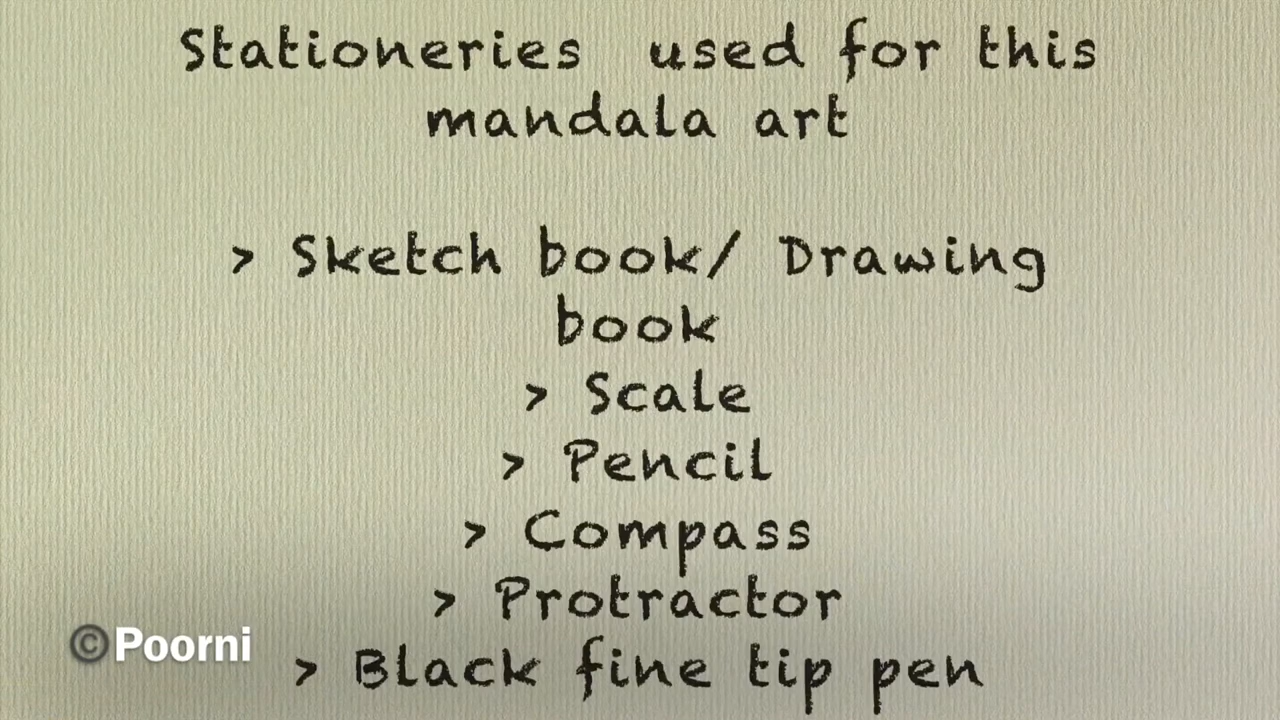 Stationeries used for this
mandala art
> Sketch book/ Drawing
book
> Scale
> Pencil
> Compass
> Protractor
> Black fine tip pen
© Poorni